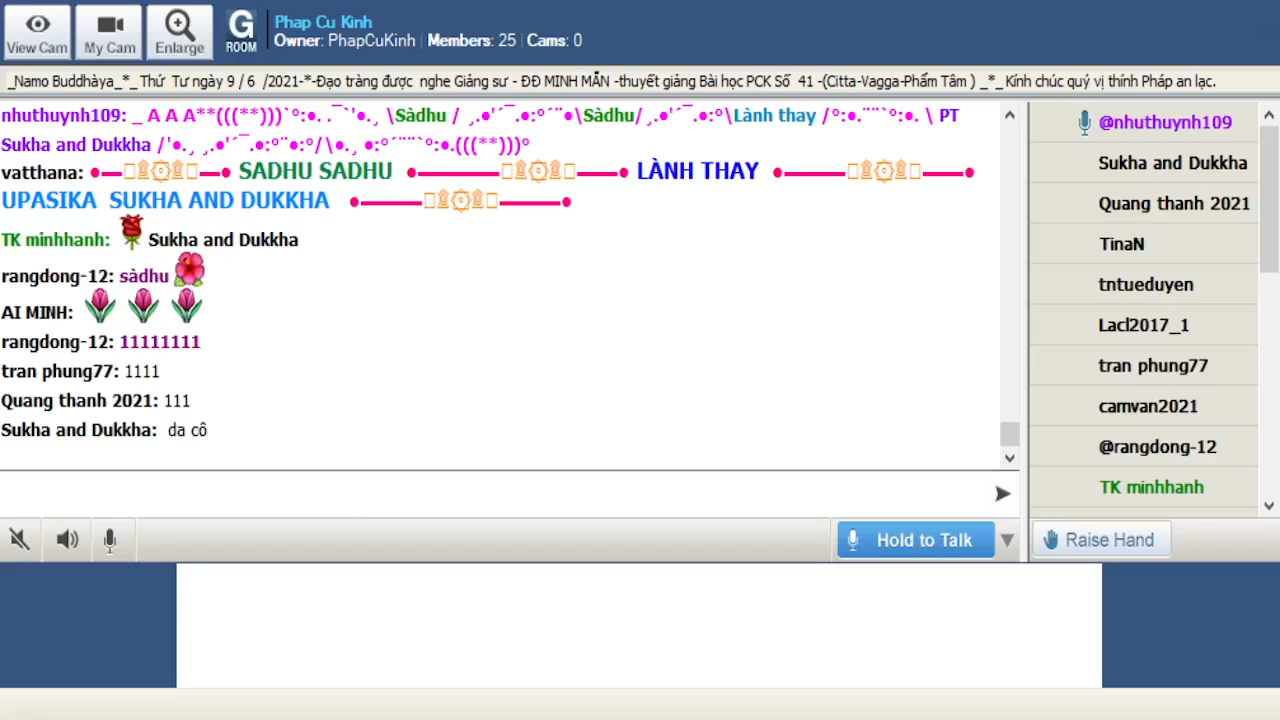 View Cam
My Cam
Enlarge
G
ROOM
Phap Cu Kinh
Owner: PhapCuKinh | Members: 25 | Cams: 0
_Namo Buddhàya_*_ Thứ Tư ngày 9 / 6 /2021-*-Đạo tràng được nghe Giảng sư - ĐĐ MINH MẪN -thuyết giảng Bài học PCK Số 41 -(Citta-Vagga-Phẩm Tâm ) _*_ Kính chúc quý vị thính Pháp an lạc.
nhuthuynh109: _ A A A**(((**)))`°:•. .¯`'•.¸ \Sàdhu / ¸.•'´¯.•:°´¨•\Sàdhu/¸.•'´¯.•:°\Lành thay /°:•.¨¨`°:•. \ PT
Sukha and Dukkha /'•.¸ ¸.•'´¯.•:°¨•:°/\•.¸ •:°´¨¨`°:•.(((**)))°
vatthana: SADHU SADHU LÀNH THAY
UPASIKA SUKHA AND DUKKHA
TK minhhanh: Sukha and Dukkha
rangdong-12: sàdhu
AI MINH:
rangdong-12: 11111111
tran phung77: 1111
Quang thanh 2021: 111
Sukha and Dukkha: da cô
@nhuthuynh109
Sukha and Dukkha
Quang thanh 2021
TinaN
tntueduyen
Lacl2017_1
tran phung77
camvan2021
@rangdong-12
TK minhhanh
Hold to Talk
Raise Hand